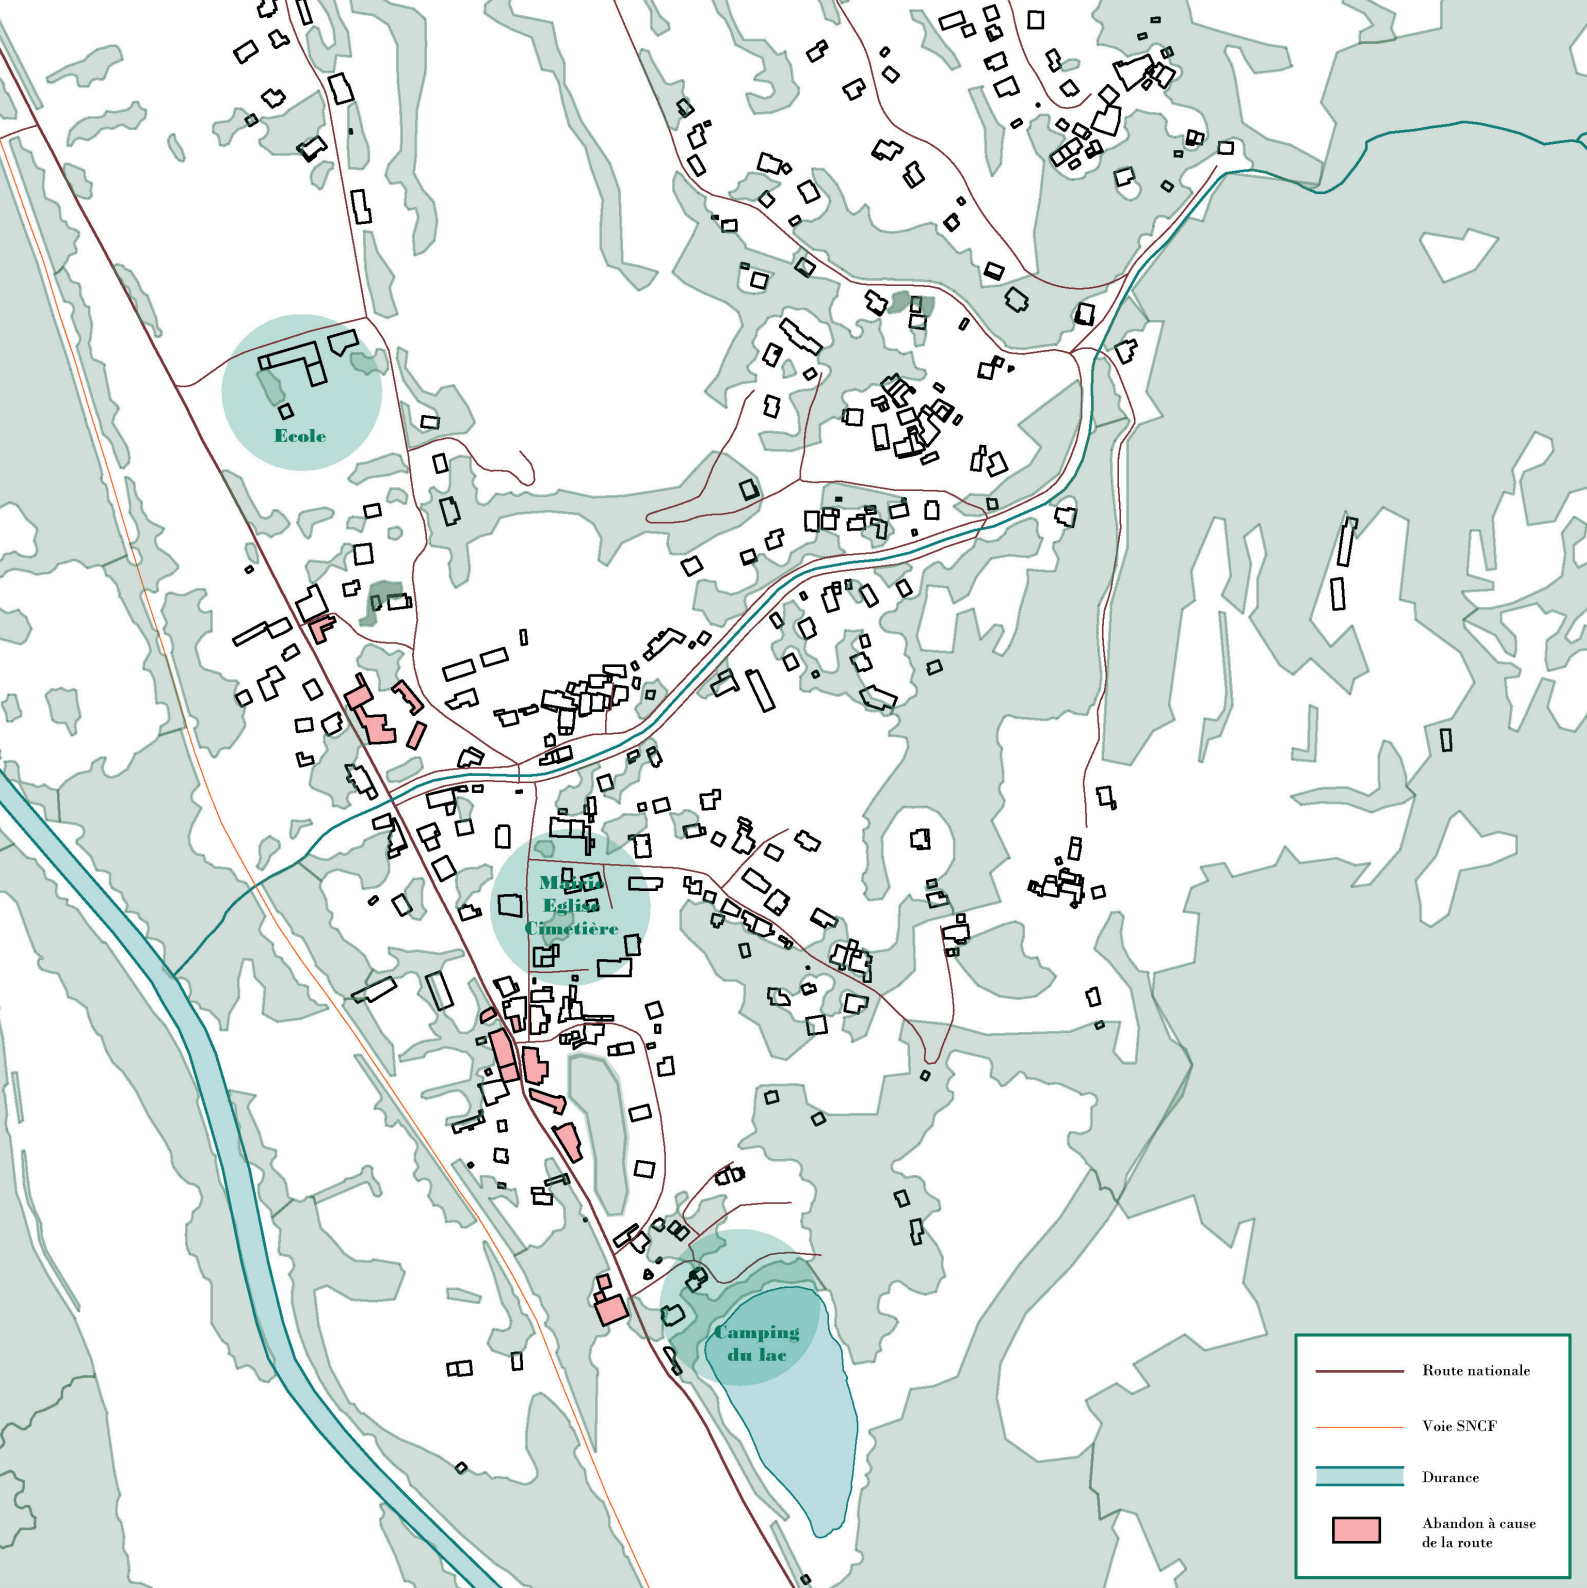 Ecole
Mairie
Eglise
Cimetière
Camping
du lac
Route nationale
Voie SNCF
Durance
Abandon à cause
de la route